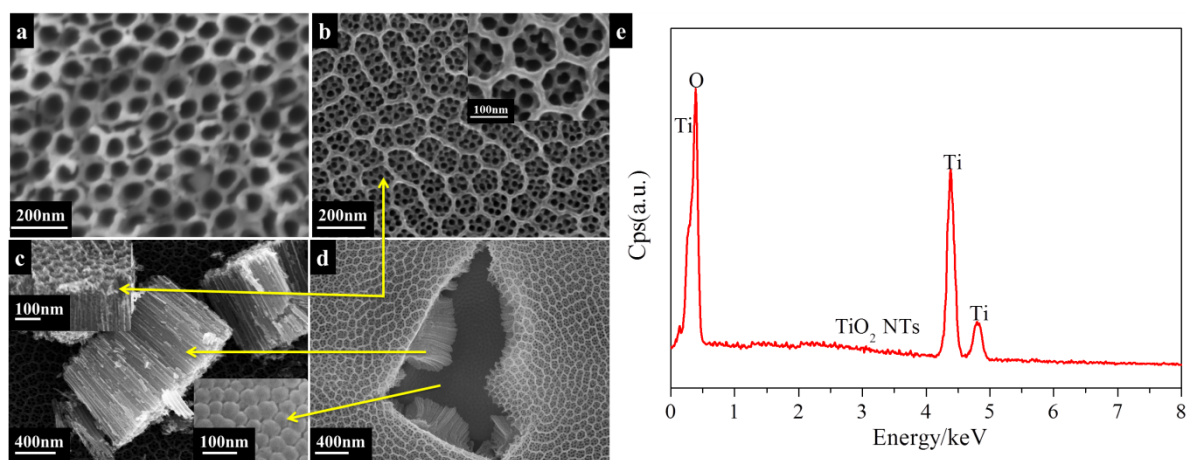 a
200nm
b
100nm
200nm
c
100nm
400nm
100nm
d
400nm
e
O
Ti
Ti
Ti
TiO2 NTs
Cps(a.u.)
0 1 2 3 4 5 6 7 8
Energy/keV